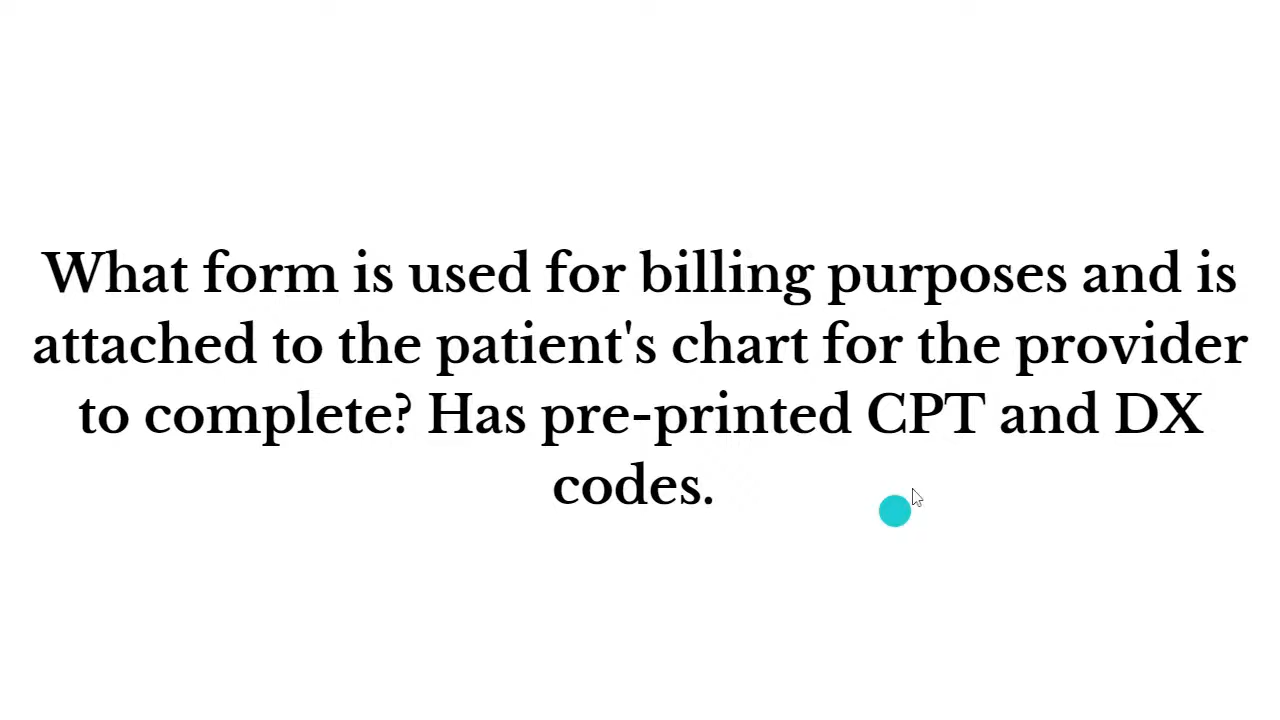 What form is used for billing purposes and is
attached to the patient's chart for the provider
to complete? Has pre-printed CPT and DX
codes.